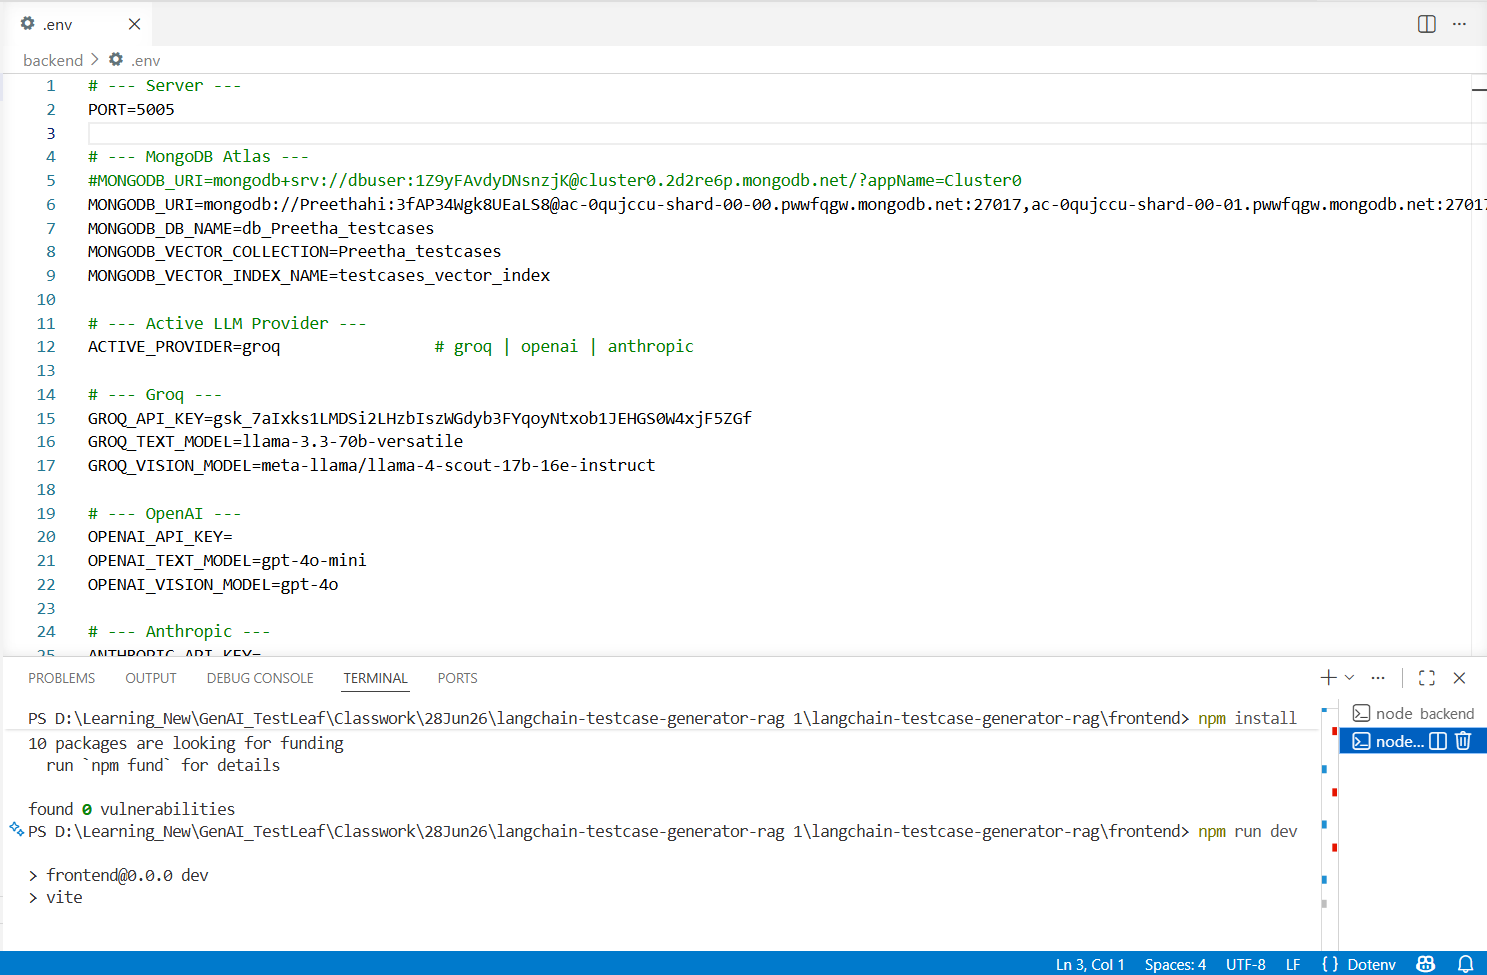 .env
backend > .env
1 # --- Server ---
2 PORT=5005
3
4 # --- MongoDB Atlas ---
5 #MONGODB_URI=mongodb+srv://dbuser:1Z9yFAvdyDNsnzjK@cluster0.2d2re6p.mongodb.net/?appName=Cluster0
6 MONGODB_URI=mongodb://Preethahi:3fAP34Wgk8UEaLS8@ac-0qujccu-shard-00-00.pwwfqgw.mongodb.net:27017,ac-0qujccu-shard-00-01.pwwfqgw.mongodb.net:27017
7 MONGODB_DB_NAME=db_Preetha_testcases
8 MONGODB_VECTOR_COLLECTION=Preetha_testcases
9 MONGODB_VECTOR_INDEX_NAME=testcases_vector_index
10
11 # --- Active LLM Provider ---
12 ACTIVE_PROVIDER=groq # groq | openai | anthropic
13
14 # --- Groq ---
15 GROQ_API_KEY=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
16 GROQ_TEXT_MODEL=llama-3.3-70b-versatile
17 GROQ_VISION_MODEL=meta-llama/llama-4-scout-17b-16e-instruct
18
19 # --- OpenAI ---
20 OPENAI_API_KEY=
21 OPENAI_TEXT_MODEL=gpt-4o-mini
22 OPENAI_VISION_MODEL=gpt-4o
23
24 # --- Anthropic ---
25 ANTHROPIC_API_KEY=
PROBLEMS OUTPUT DEBUG CONSOLE TERMINAL PORTS
PS D:\Learning_New\GenAI_TestLeaf\Classwork\28Jun26\langchain-testcase-generator-rag 1\langchain-testcase-generator-rag\frontend> npm install
10 packages are looking for funding
run `npm fund` for details
found 0 vulnerabilities
PS D:\Learning_New\GenAI_TestLeaf\Classwork\28Jun26\langchain-testcase-generator-rag 1\langchain-testcase-generator-rag\frontend> npm run dev
> frontend@0.0.0 dev
> vite
node backend
node...
Ln 3, Col 1 Spaces: 4 UTF-8 LF { } Dotenv